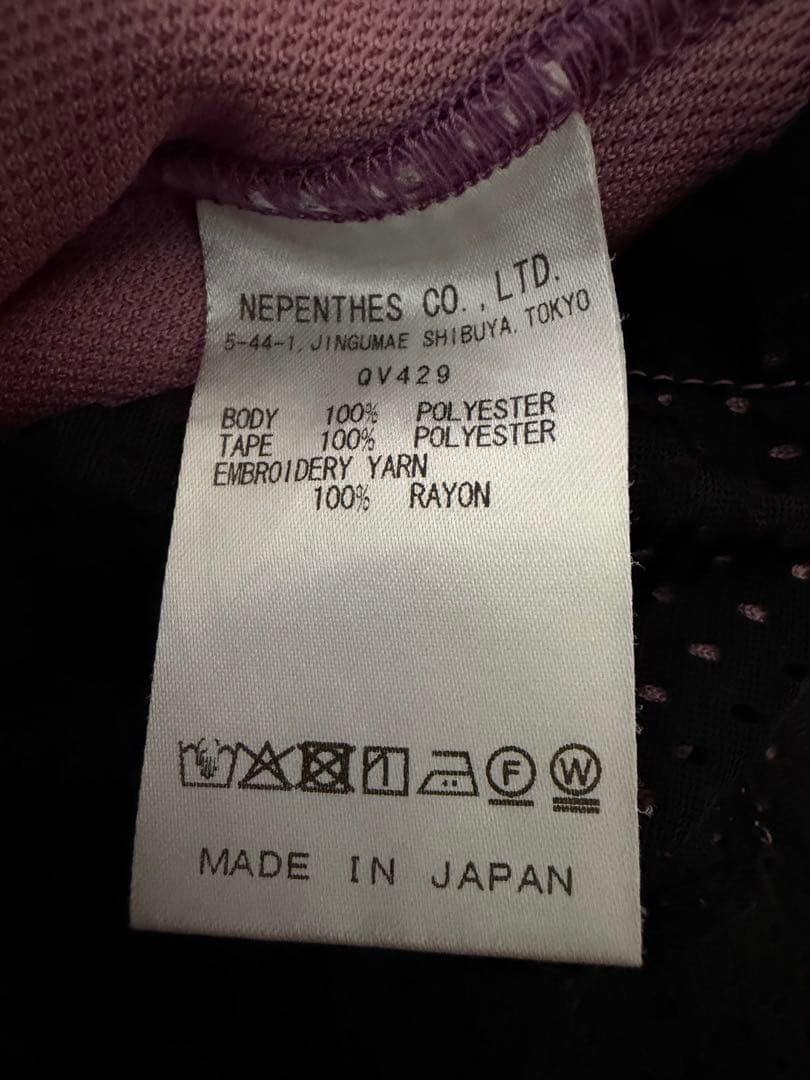 NEPENTHES CO., LTD.
5-44-1, JINGUMAE SHIBUYA, TOKYO
QV429
BODY 100% POLYESTER
TAPE 100% POLYESTER
EMBROIDERY YARN
100% RAYON
F W
MADE IN JAPAN